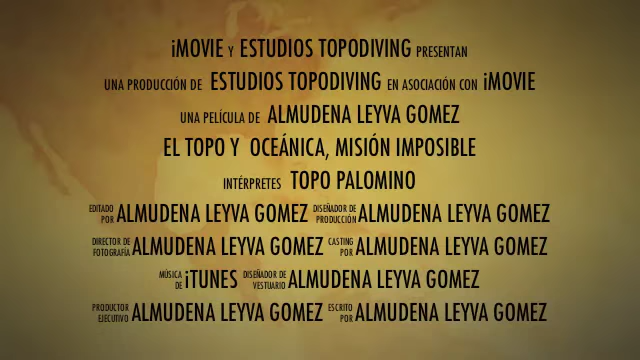 iMOVIE Y ESTUDIOS TOPODIVING PRESENTAN
UNA PRODUCCIÓN DE ESTUDIOS TOPODIVING EN ASOCIACIÓN CON iMOVIE
UNA PELÍCULA DE ALMUDENA LEYVA GOMEZ
EL TOPO Y OCEÁNICA, MISIÓN IMPOSIBLE
INTÉRPRETES TOPO PALOMINO
EDITADO POR ALMUDENA LEYVA GOMEZ DISEÑADOR DE PRODUCCIÓN ALMUDENA LEYVA GOMEZ
DIRECTOR DE FOTOGRAFÍA ALMUDENA LEYVA GOMEZ CASTING POR ALMUDENA LEYVA GOMEZ
MÚSICA DE iTUNES DISEÑADOR DE VESTUARIO ALMUDENA LEYVA GOMEZ
PRODUCTOR EJECUTIVO ALMUDENA LEYVA GOMEZ ESCRITO POR ALMUDENA LEYVA GOMEZ